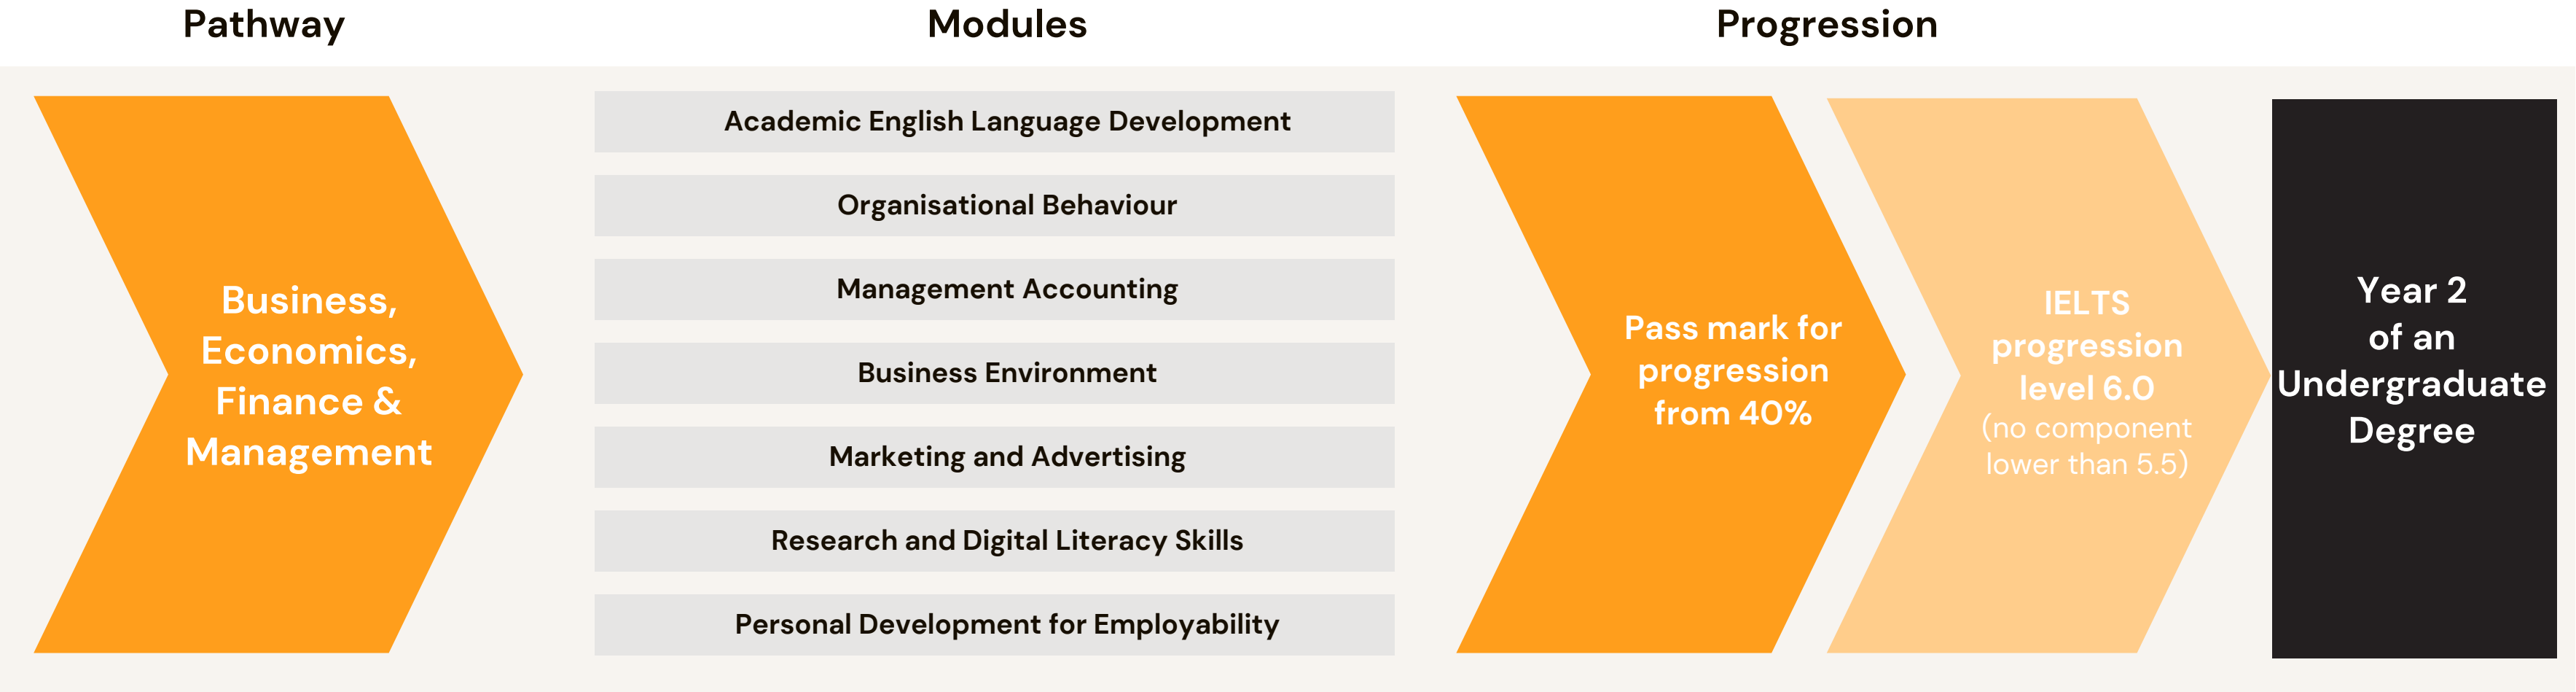 Pathway
Modules
Progression
Business,
Economics,
Finance &
Management
Academic English Language Development
Organisational Behaviour
Management Accounting
Business Environment
Marketing and Advertising
Research and Digital Literacy Skills
Personal Development for Employability
Pass mark for
progression
from 40%
IELTS
progression
level 6.0
(no component
lower than 5.5)
Year 2
of an
Undergraduate
Degree